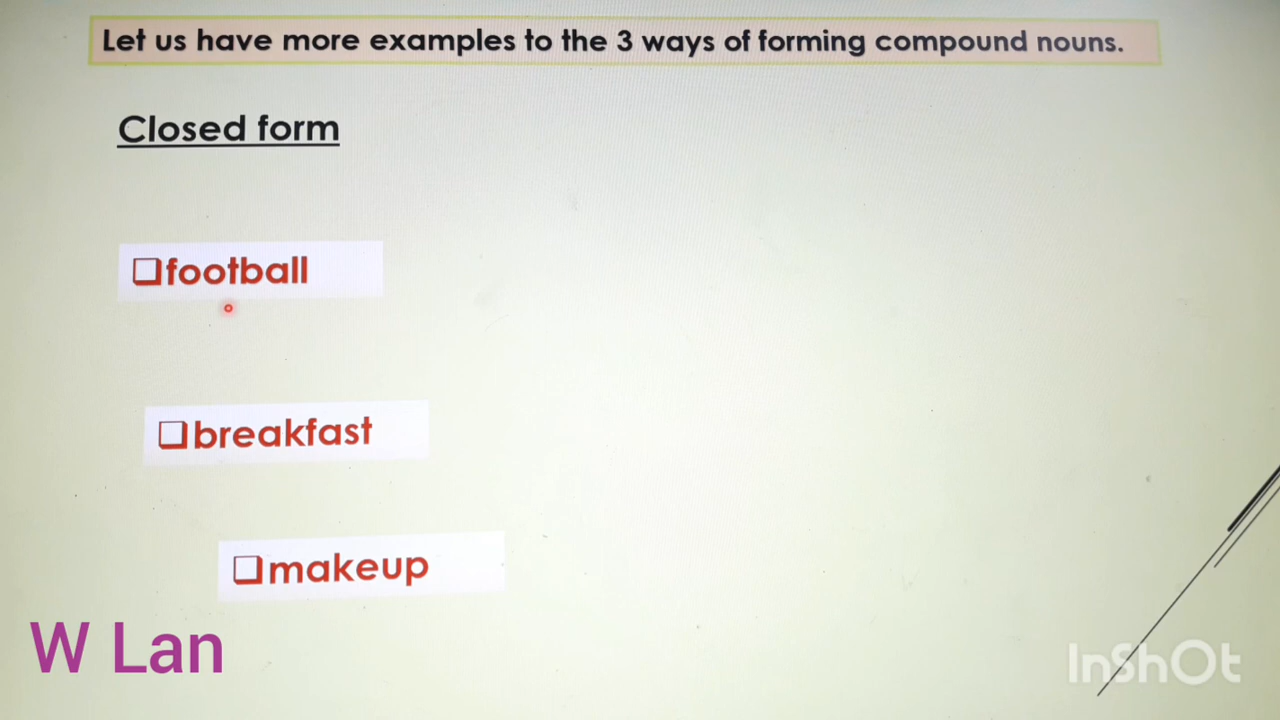 Let us have more examples to the 3 ways of forming compound nouns.
Closed form
football
breakfast
makeup
W Lan
InShOt